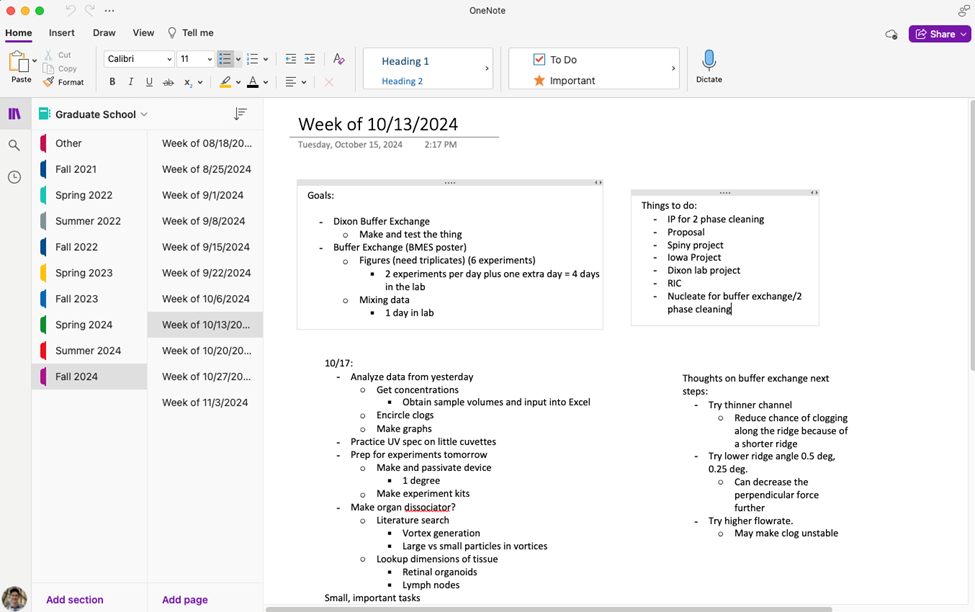 OneNote
Home Insert Draw View Tell me
Share
Paste
Cut
Copy
Format
Calibri 11
B I U ab x₂ A
Heading 1
Heading 2
To Do
Important
Dictate
Graduate School
Other
Fall 2021
Spring 2022
Summer 2022
Fall 2022
Spring 2023
Fall 2023
Spring 2024
Summer 2024
Fall 2024
Add section
Week of 08/18/20...
Week of 8/25/2024
Week of 9/1/2024
Week of 9/8/2024
Week of 9/15/2024
Week of 9/22/2024
Week of 10/6/2024
Week of 10/13/20...
Week of 10/20/20...
Week of 10/27/20...
Week of 11/3/2024
Add page
Week of 10/13/2024
Tuesday, October 15, 2024 2:17 PM
Goals:
- Dixon Buffer Exchange
o Make and test the thing
- Buffer Exchange (BMES poster)
o Figures (need triplicates) (6 experiments)
▪ 2 experiments per day plus one extra day = 4 days
in the lab
o Mixing data
▪ 1 day in lab
Things to do:
- IP for 2 phase cleaning
- Proposal
- Spiny project
- Iowa Project
- Dixon lab project
- RIC
- Nucleate for buffer exchange/2
phase cleaning
10/17:
- Analyze data from yesterday
o Get concentrations
▪ Obtain sample volumes and input into Excel
o Encircle clogs
o Make graphs
- Practice UV spec on little cuvettes
- Prep for experiments tomorrow
o Make and passivate device
▪ 1 degree
o Make experiment kits
- Make organ dissociator?
o Literature search
▪ Vortex generation
▪ Large vs small particles in vortices
o Lookup dimensions of tissue
▪ Retinal organoids
▪ Lymph nodes
Small, important tasks
Thoughts on buffer exchange next
steps:
- Try thinner channel
o Reduce chance of clogging
along the ridge because of
a shorter ridge
- Try lower ridge angle 0.5 deg,
0.25 deg.
o Can decrease the
perpendicular force
further
- Try higher flowrate.
o May make clog unstable